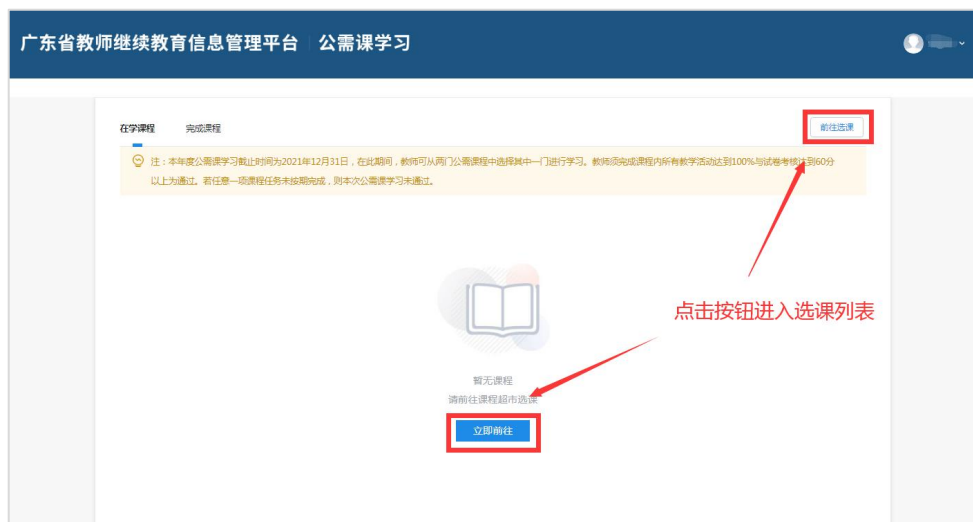 广东省教师继续教育信息管理平台 公需课学习
在学课程 完成课程 前往选课
注：本年度公需课学习截止时间为2021年12月31日，在此期间，教师可从两门公需课程中选择其中一门进行学习。教师须完成课程内所有教学活动达到100%与试卷考核达到60分
以上为通过。若任意一项课程任务未按期完成，则本次公需课学习未通过。
点击按钮进入选课列表
暂无课程
请前往课程超市选课
立即前往